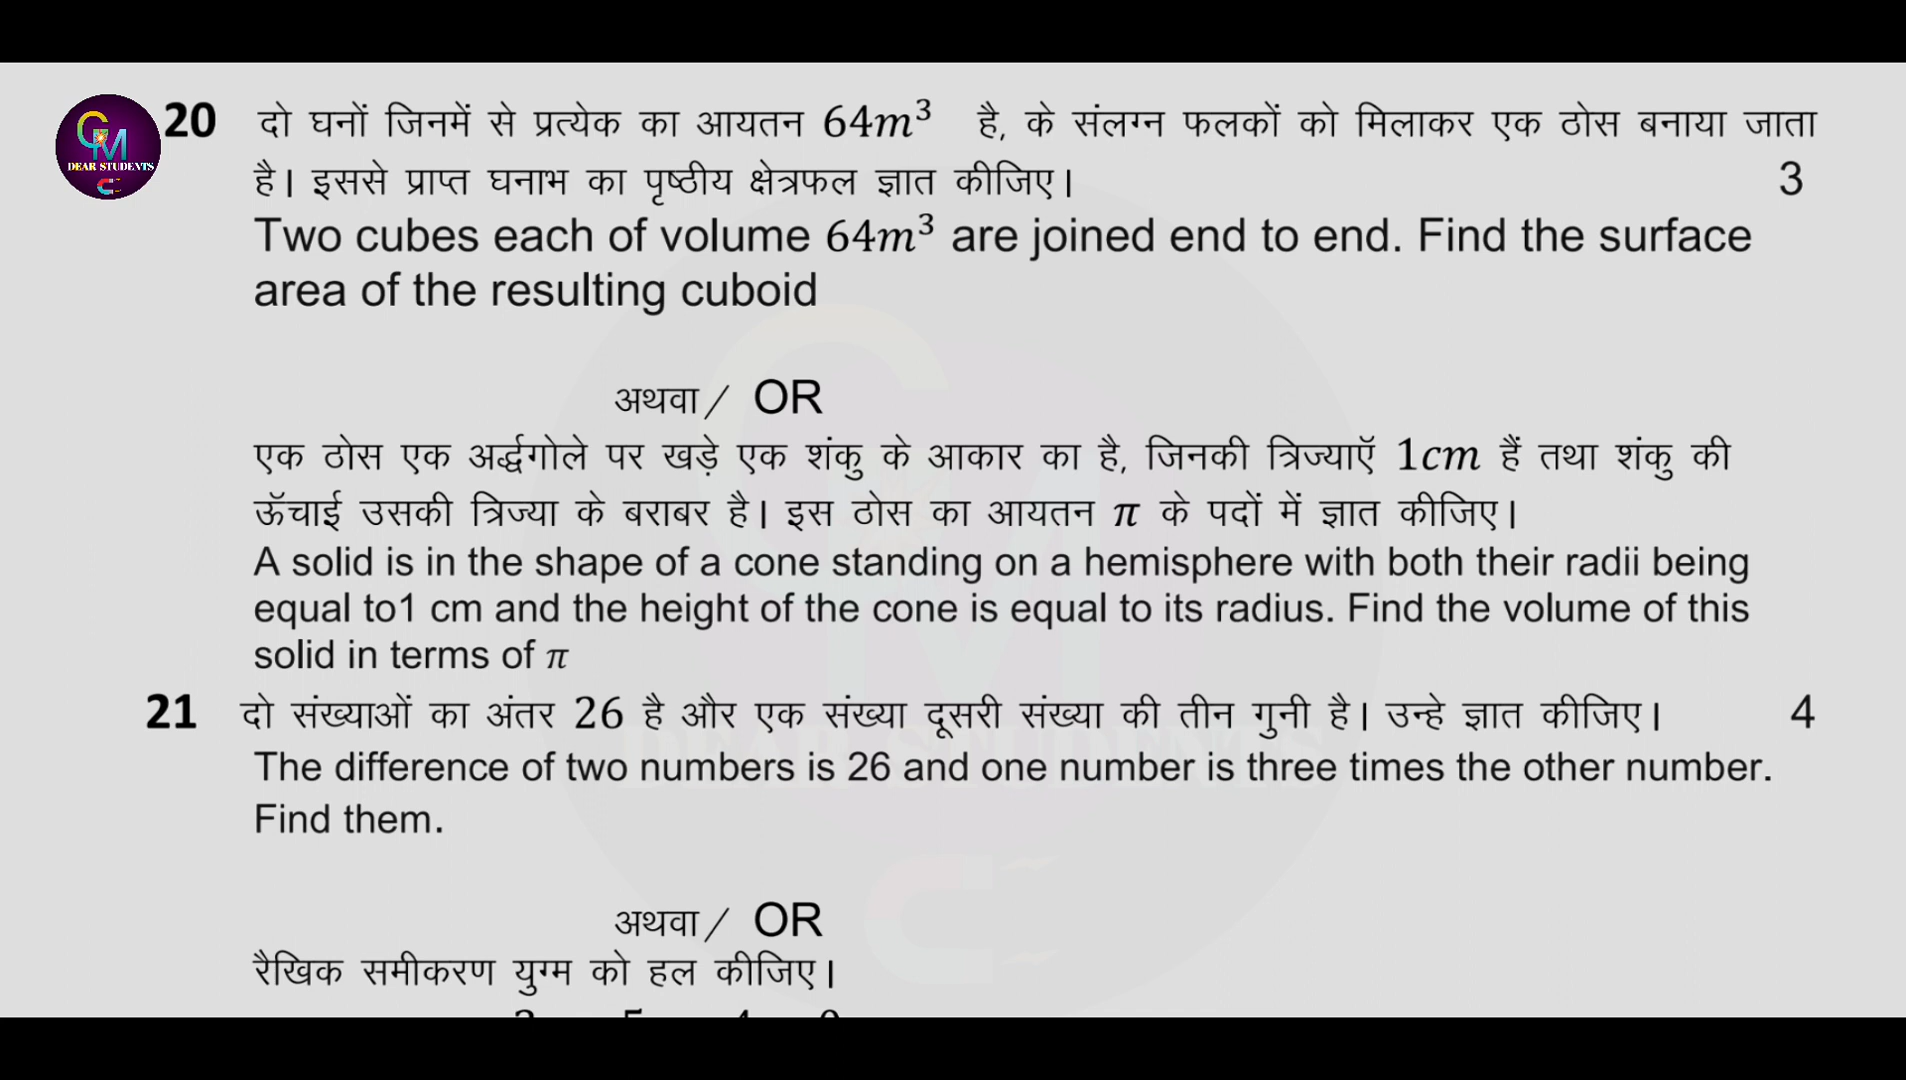 20 दो घनों जिनमें से प्रत्येक का आयतन 64m³ है, के संलग्न फलकों को मिलाकर एक ठोस बनाया जाता
है। इससे प्राप्त घनाभ का पृष्ठीय क्षेत्रफल ज्ञात कीजिए। 3
Two cubes each of volume 64m³ are joined end to end. Find the surface
area of the resulting cuboid
अथवा/ OR
एक ठोस एक अर्द्धगोले पर खड़े एक शंकु के आकार का है, जिनकी त्रिज्याऍ 1cm हैं तथा शंकु की
ऊॅचाई उसकी त्रिज्या के बराबर है। इस ठोस का आयतन π के पदों में ज्ञात कीजिए।
A solid is in the shape of a cone standing on a hemisphere with both their radii being
equal to1 cm and the height of the cone is equal to its radius. Find the volume of this
solid in terms of π
21 दो संख्याओं का अंतर 26 है और एक संख्या दूसरी संख्या की तीन गुनी है। उन्हे ज्ञात कीजिए। 4
The difference of two numbers is 26 and one number is three times the other number.
Find them.
अथवा/ OR
रैखिक समीकरण युग्म को हल कीजिए।
CM
DEAR STUDENTS